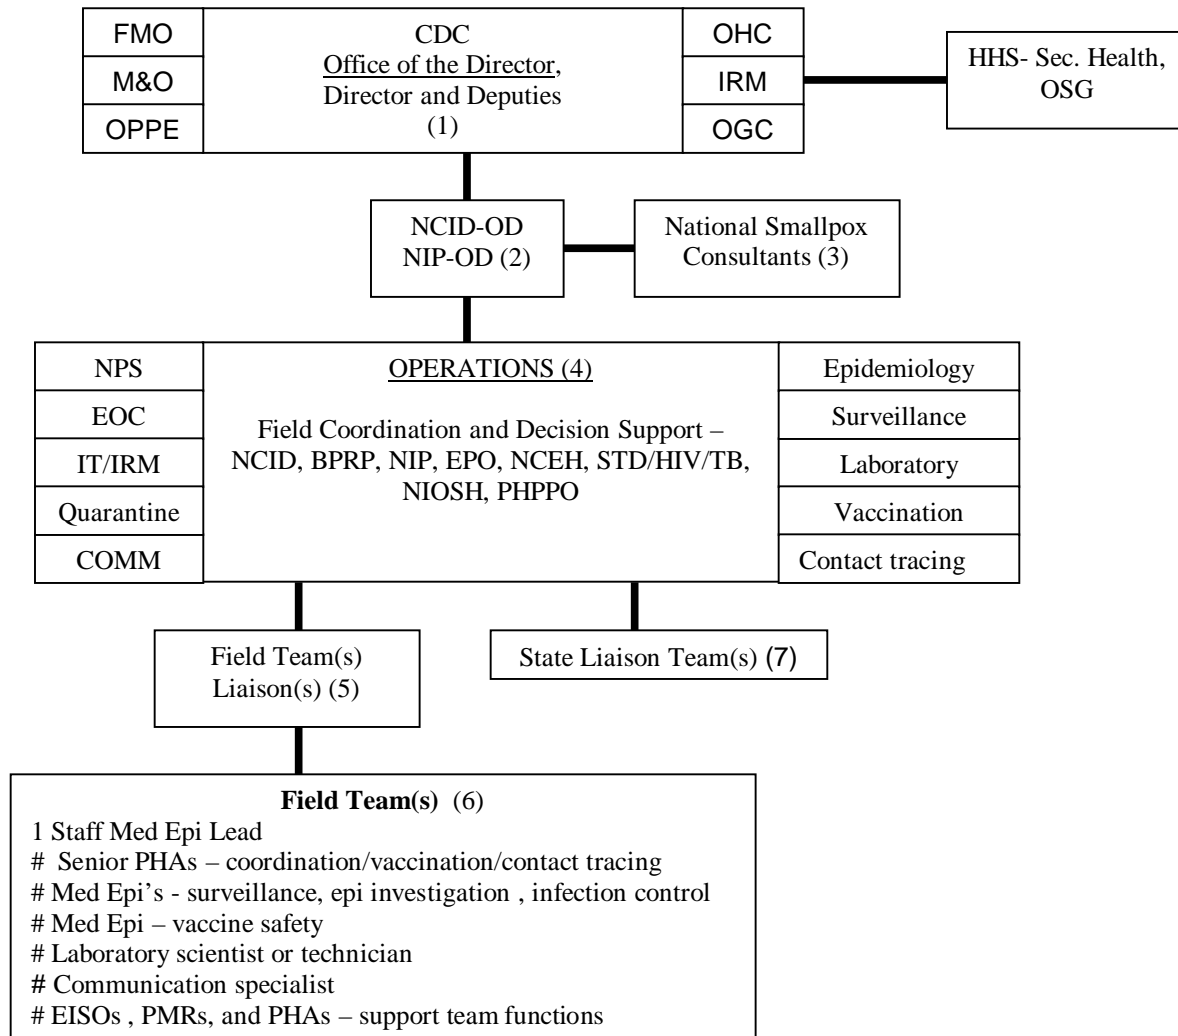 FMO
M&O
OPPE
CDC
Office of the Director,
Director and Deputies
(1)
OHC
IRM
OGC
HHS- Sec. Health,
OSG
NCID-OD
NIP-OD (2)
National Smallpox
Consultants (3)
NPS
EOC
IT/IRM
Quarantine
COMM
OPERATIONS (4)
Field Coordination and Decision Support –
NCID, BPRP, NIP, EPO, NCEH, STD/HIV/TB,
NIOSH, PHPPO
Epidemiology
Surveillance
Laboratory
Vaccination
Contact tracing
Field Team(s)
Liaison(s) (5)
State Liaison Team(s) (7)
Field Team(s) (6)
1 Staff Med Epi Lead
# Senior PHAs – coordination/vaccination/contact tracing
# Med Epi’s - surveillance, epi investigation , infection control
# Med Epi – vaccine safety
# Laboratory scientist or technician
# Communication specialist
# EISOs , PMRs, and PHAs – support team functions